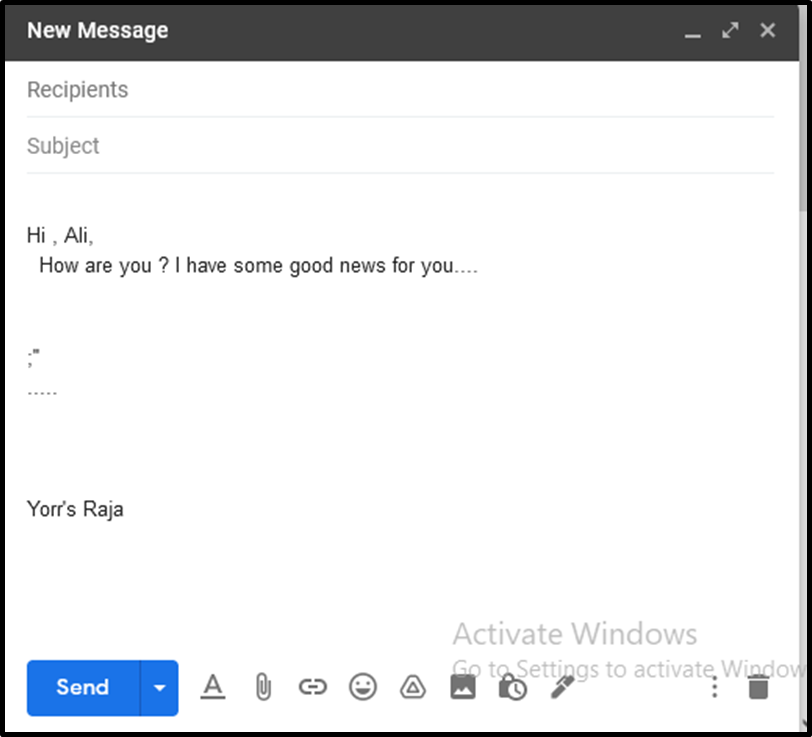 New Message
Recipients
Subject
Hi , Ali,
How are you ? I have some good news for you....
;"
.....
Yorr's Raja
Activate Windows
Go to Settings to activate Window
Send